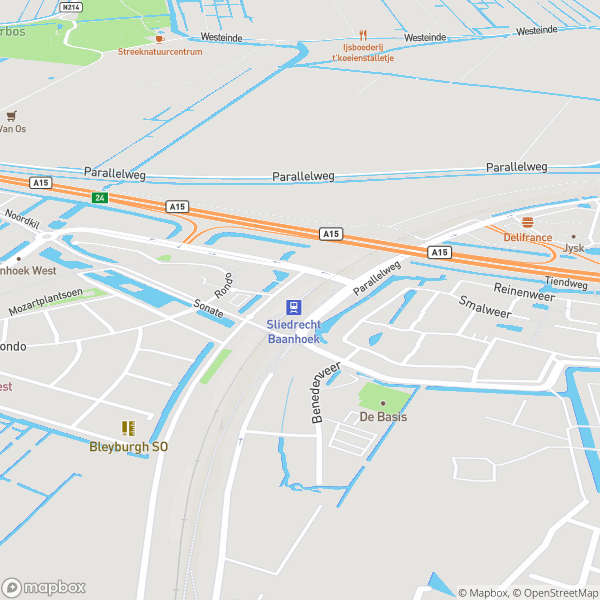 N214
rbos
Westeinde
Streeknatuurcentrum
Ijsboederij
t'koeienstalletje
Westeinde
Westeinde
Van Os
Parallelweg
Parallelweg
Parallelweg
A15
24
A15
A15
A15
Noordkil
Delifrance
Jysk
nhoek West
Rondo
Parallelweg
Tiendweg
Mozartplantsoen
Sonate
Reinenweer
Smalweer
Sliedrecht
Baanhoek
ondo
est
Benedenveer
De Basis
Bleyburgh SO
mapbox
© Mapbox, © OpenStreetMap